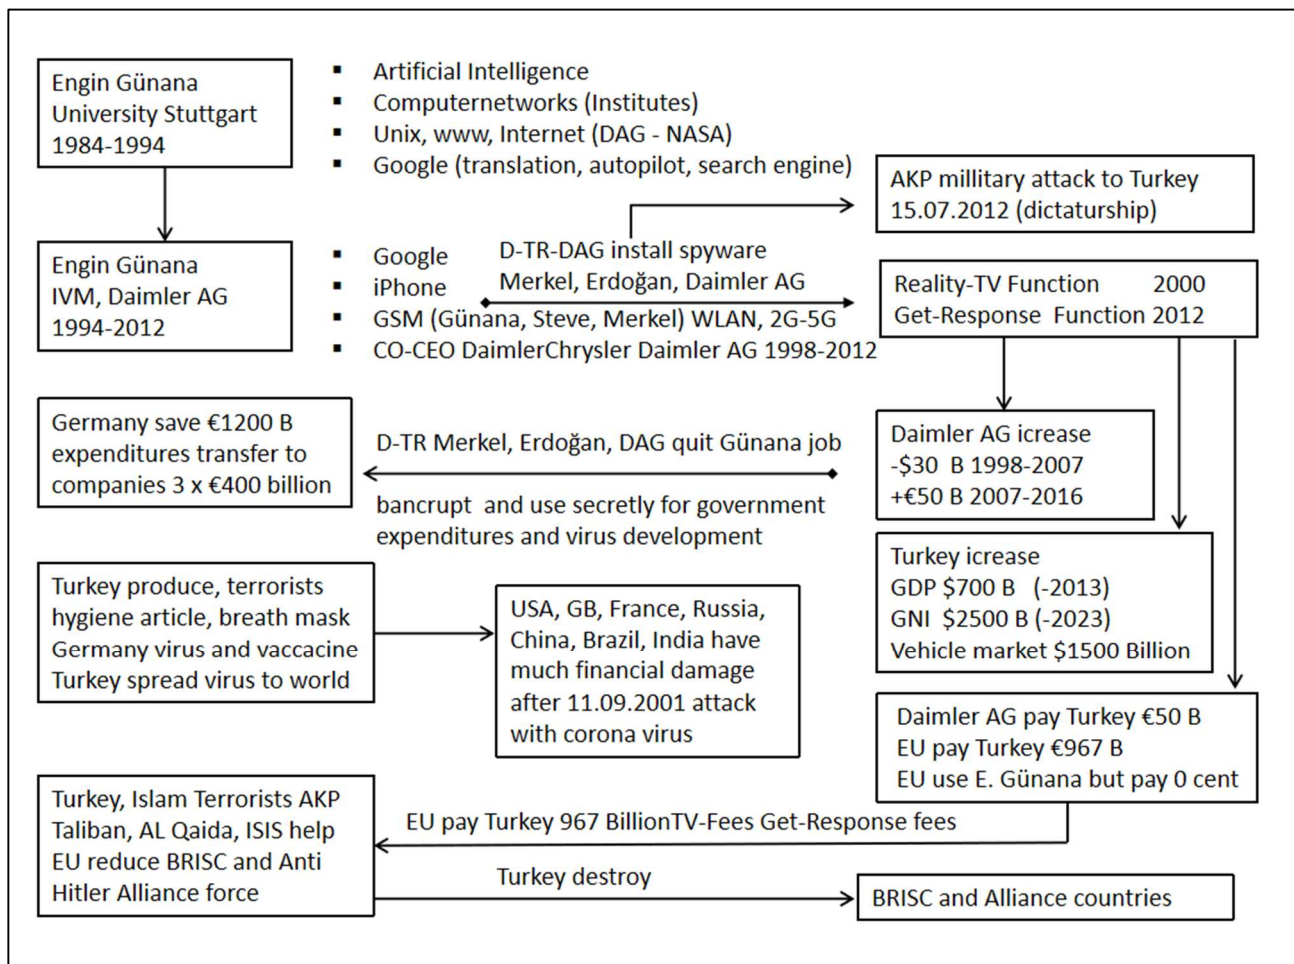 Engin Günana
University Stuttgart
1984-1994
▪ Artificial Intelligence
▪ Computernetworks (Institutes)
▪ Unix, www, Internet (DAG - NASA)
▪ Google (translation, autopilot, search engine)
AKP millitary attack to Turkey
15.07.2012 (dictaturship)
Engin Günana
IVM, Daimler AG
1994-2012
▪ Google
▪ iPhone
▪ GSM (Günana, Steve, Merkel) WLAN, 2G-5G
▪ CO-CEO DaimlerChrysler Daimler AG 1998-2012
D-TR-DAG install spyware
Merkel, Erdoğan, Daimler AG
Reality-TV Function 2000
Get-Response Function 2012
Germany save €1200 B
expenditures transfer to
companies 3 x €400 billion
D-TR Merkel, Erdoğan, DAG quit Günana job
bancrupt and use secretly for government
expenditures and virus development
Daimler AG icrease
-$30 B 1998-2007
+€50 B 2007-2016
Turkey icrease
GDP $700 B (-2013)
GNI $2500 B (-2023)
Vehicle market $1500 Billion
Turkey produce, terrorists
hygiene article, breath mask
Germany virus and vaccacine
Turkey spread virus to world
USA, GB, France, Russia,
China, Brazil, India have
much financial damage
after 11.09.2001 attack
with corona virus
Daimler AG pay Turkey €50 B
EU pay Turkey €967 B
EU use E. Günana but pay 0 cent
Turkey, Islam Terrorists AKP
Taliban, AL Qaida, ISIS help
EU reduce BRISC and Anti
Hitler Alliance force
EU pay Turkey 967 BillionTV-Fees Get-Response fees
Turkey destroy
BRISC and Alliance countries